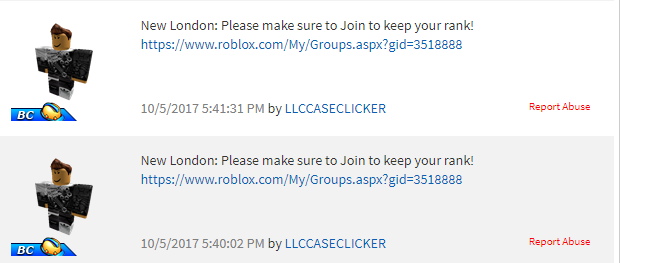 New London: Please make sure to Join to keep your rank!
https://www.roblox.com/My/Groups.aspx?gid=3518888
BC
10/5/2017 5:41:31 PM by LLCCASECLICKER Report Abuse
New London: Please make sure to Join to keep your rank!
https://www.roblox.com/My/Groups.aspx?gid=3518888
BC
10/5/2017 5:40:02 PM by LLCCASECLICKER Report Abuse